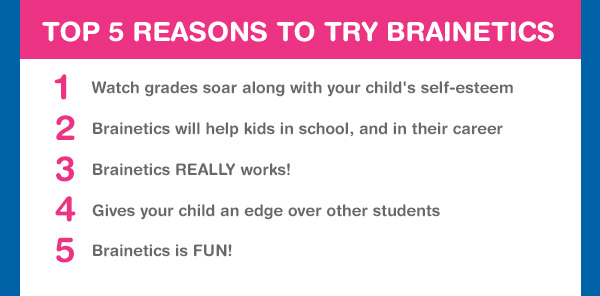 TOP 5 REASONS TO TRY BRAINETICS
1 Watch grades soar along with your child's self-esteem
2 Brainetics will help kids in school, and in their career
3 Brainetics REALLY works!
4 Gives your child an edge over other students
5 Brainetics is FUN!